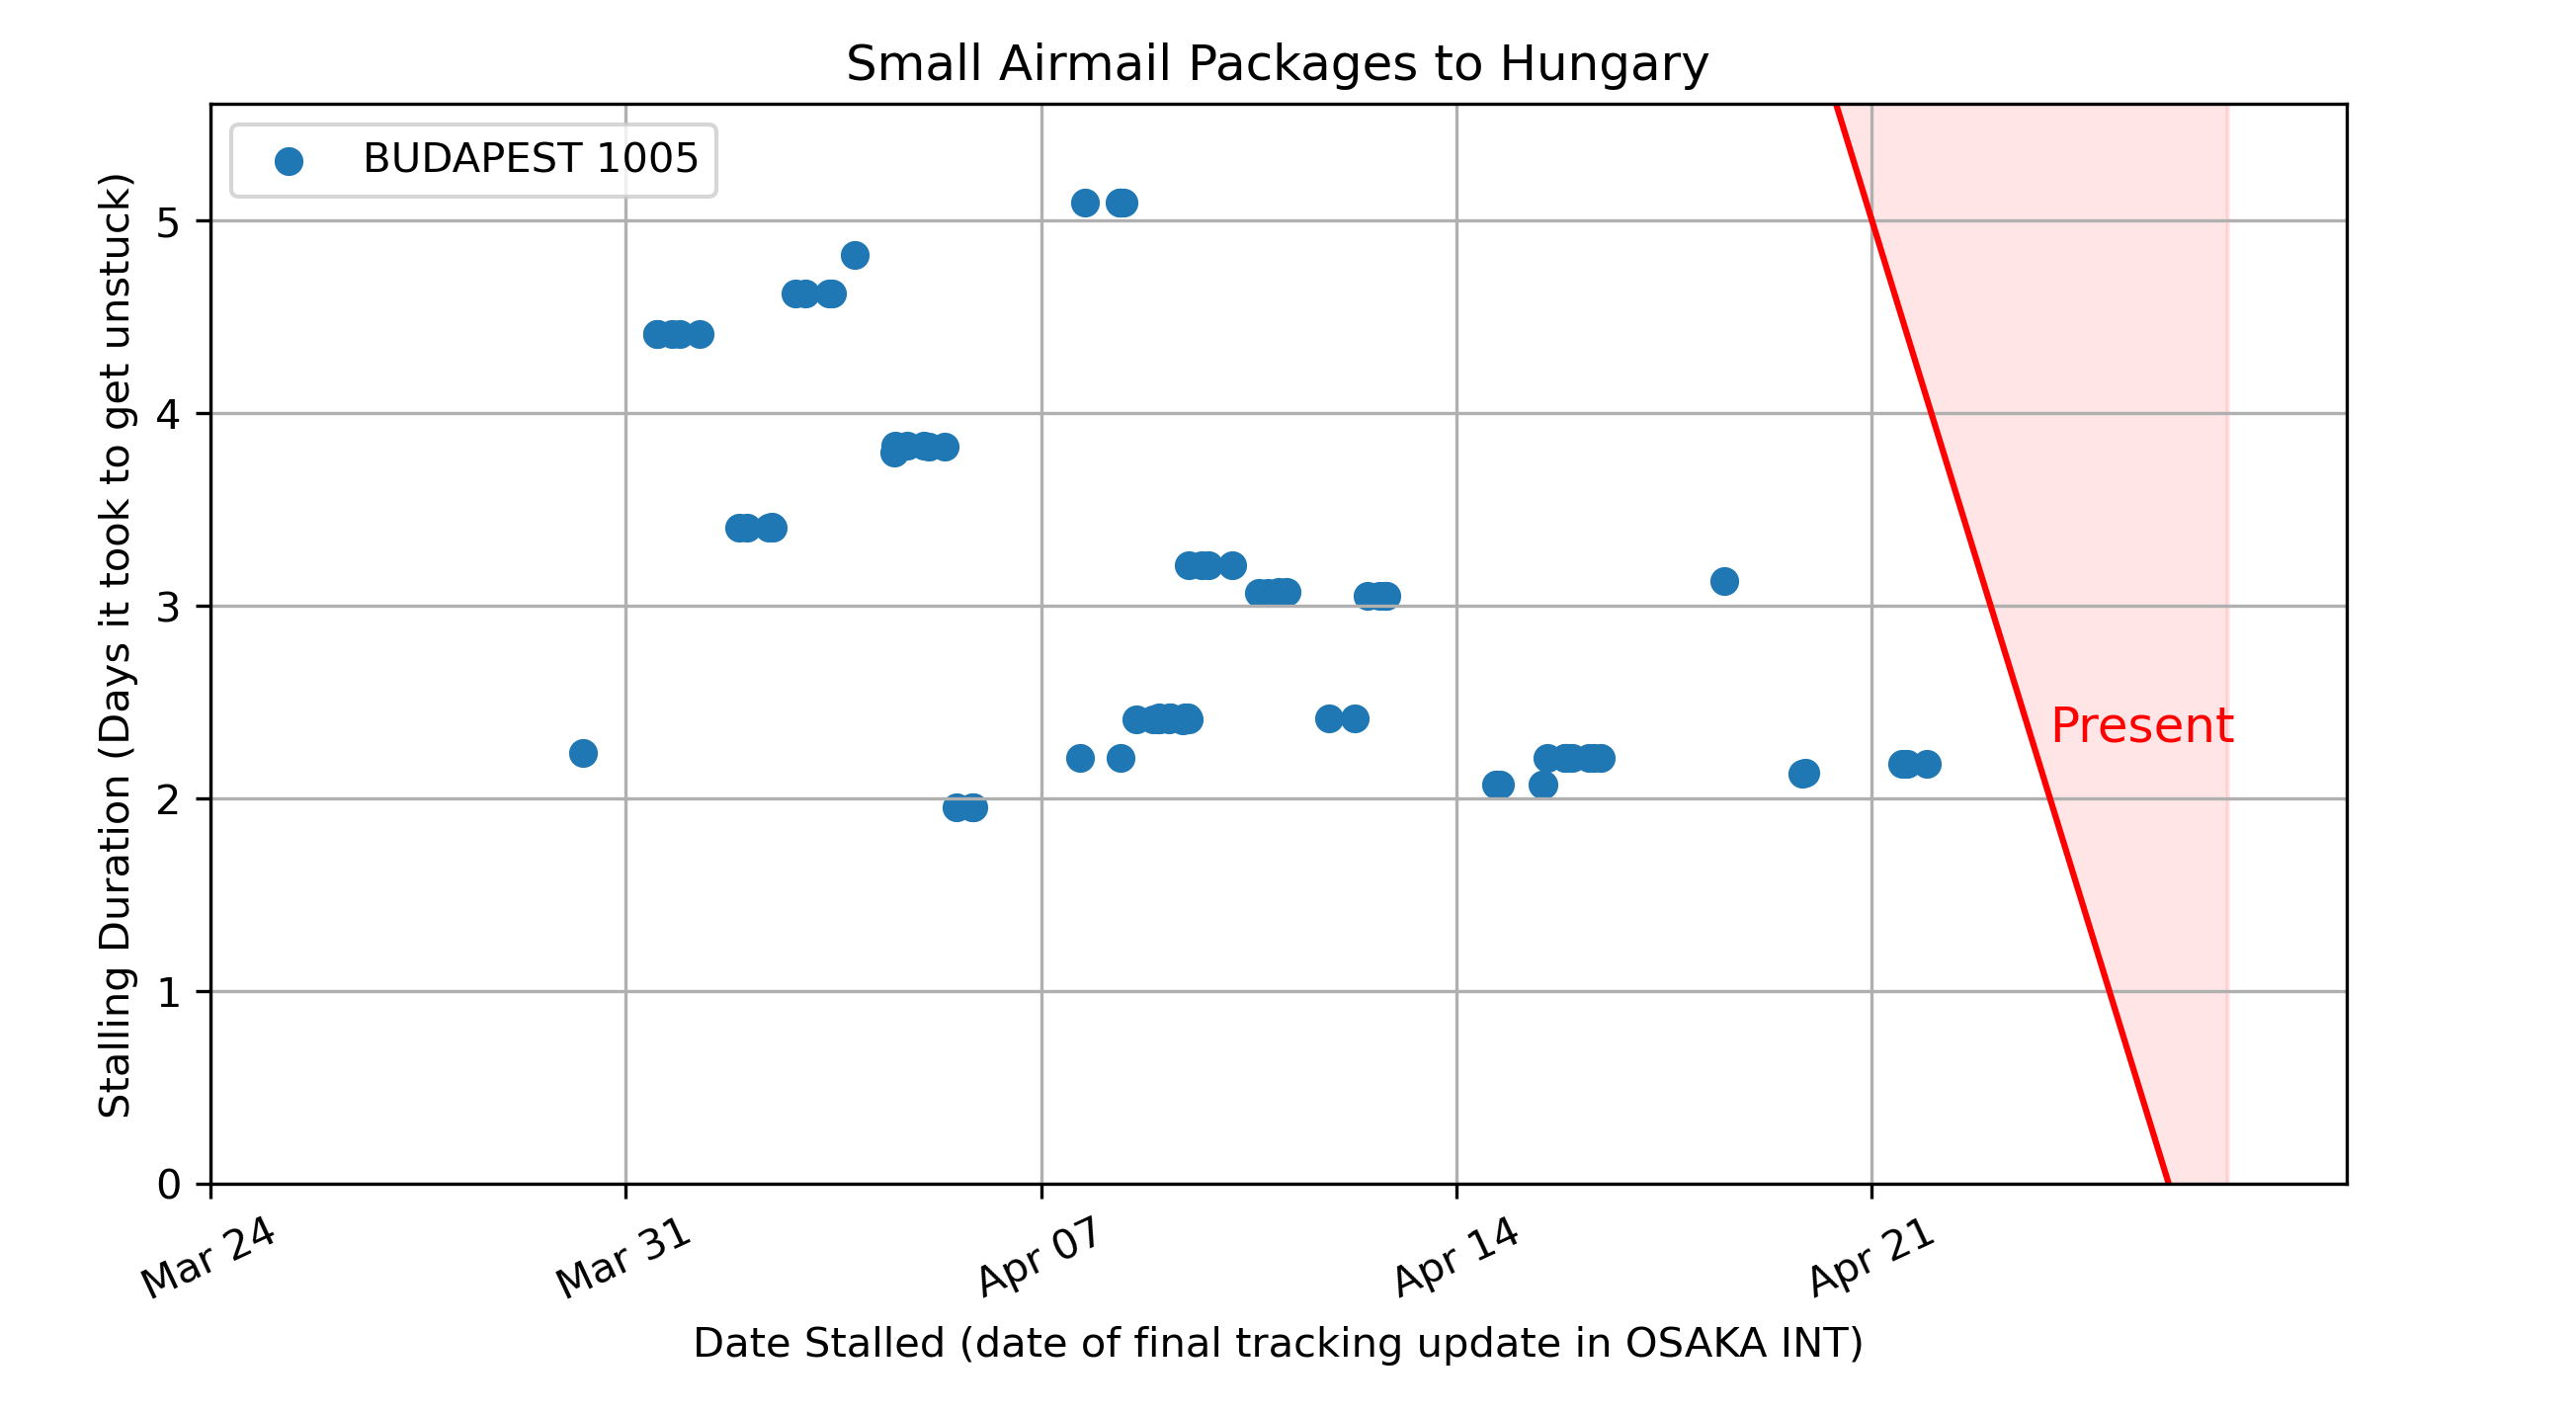 Small Airmail Packages to Hungary
BUDAPEST 1005
Stalling Duration (Days it took to get unstuck)
5
4
3
2
1
0
Present
Mar 24
Mar 31
Apr 07
Apr 14
Apr 21
Date Stalled (date of final tracking update in OSAKA INT)